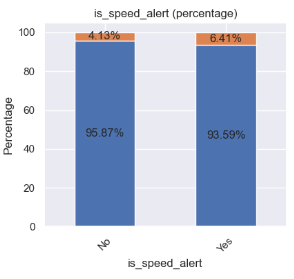 is_speed_alert (percentage)
100
80
60
40
20
0
Percentage
4.13%
6.41%
95.87%
93.59%
No
Yes
is_speed_alert